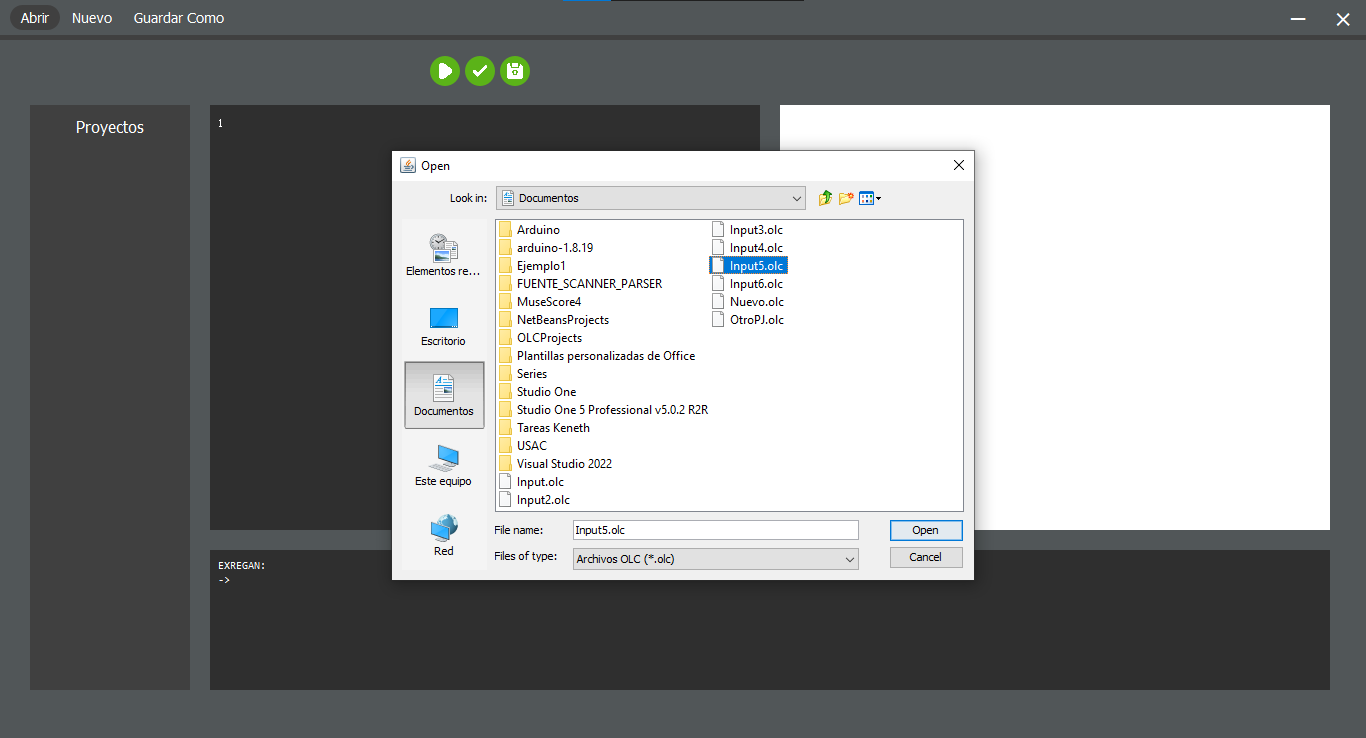 Abrir Nuevo Guardar Como
Proyectos
1
Open
Look in: Documentos
Elementos re...
Escritorio
Documentos
Este equipo
Red
Arduino
arduino-1.8.19
Ejemplo1
FUENTE_SCANNER_PARSER
MuseScore4
NetBeansProjects
OLCProjects
Plantillas personalizadas de Office
Series
Studio One
Studio One 5 Professional v5.0.2 R2R
Tareas Keneth
USAC
Visual Studio 2022
Input.olc
Input2.olc
Input3.olc
Input4.olc
Input5.olc
Input6.olc
Nuevo.olc
OtroPJ.olc
File name: Input5.olc Open
Files of type: Archivos OLC (*.olc) Cancel
EXREGAN:
->